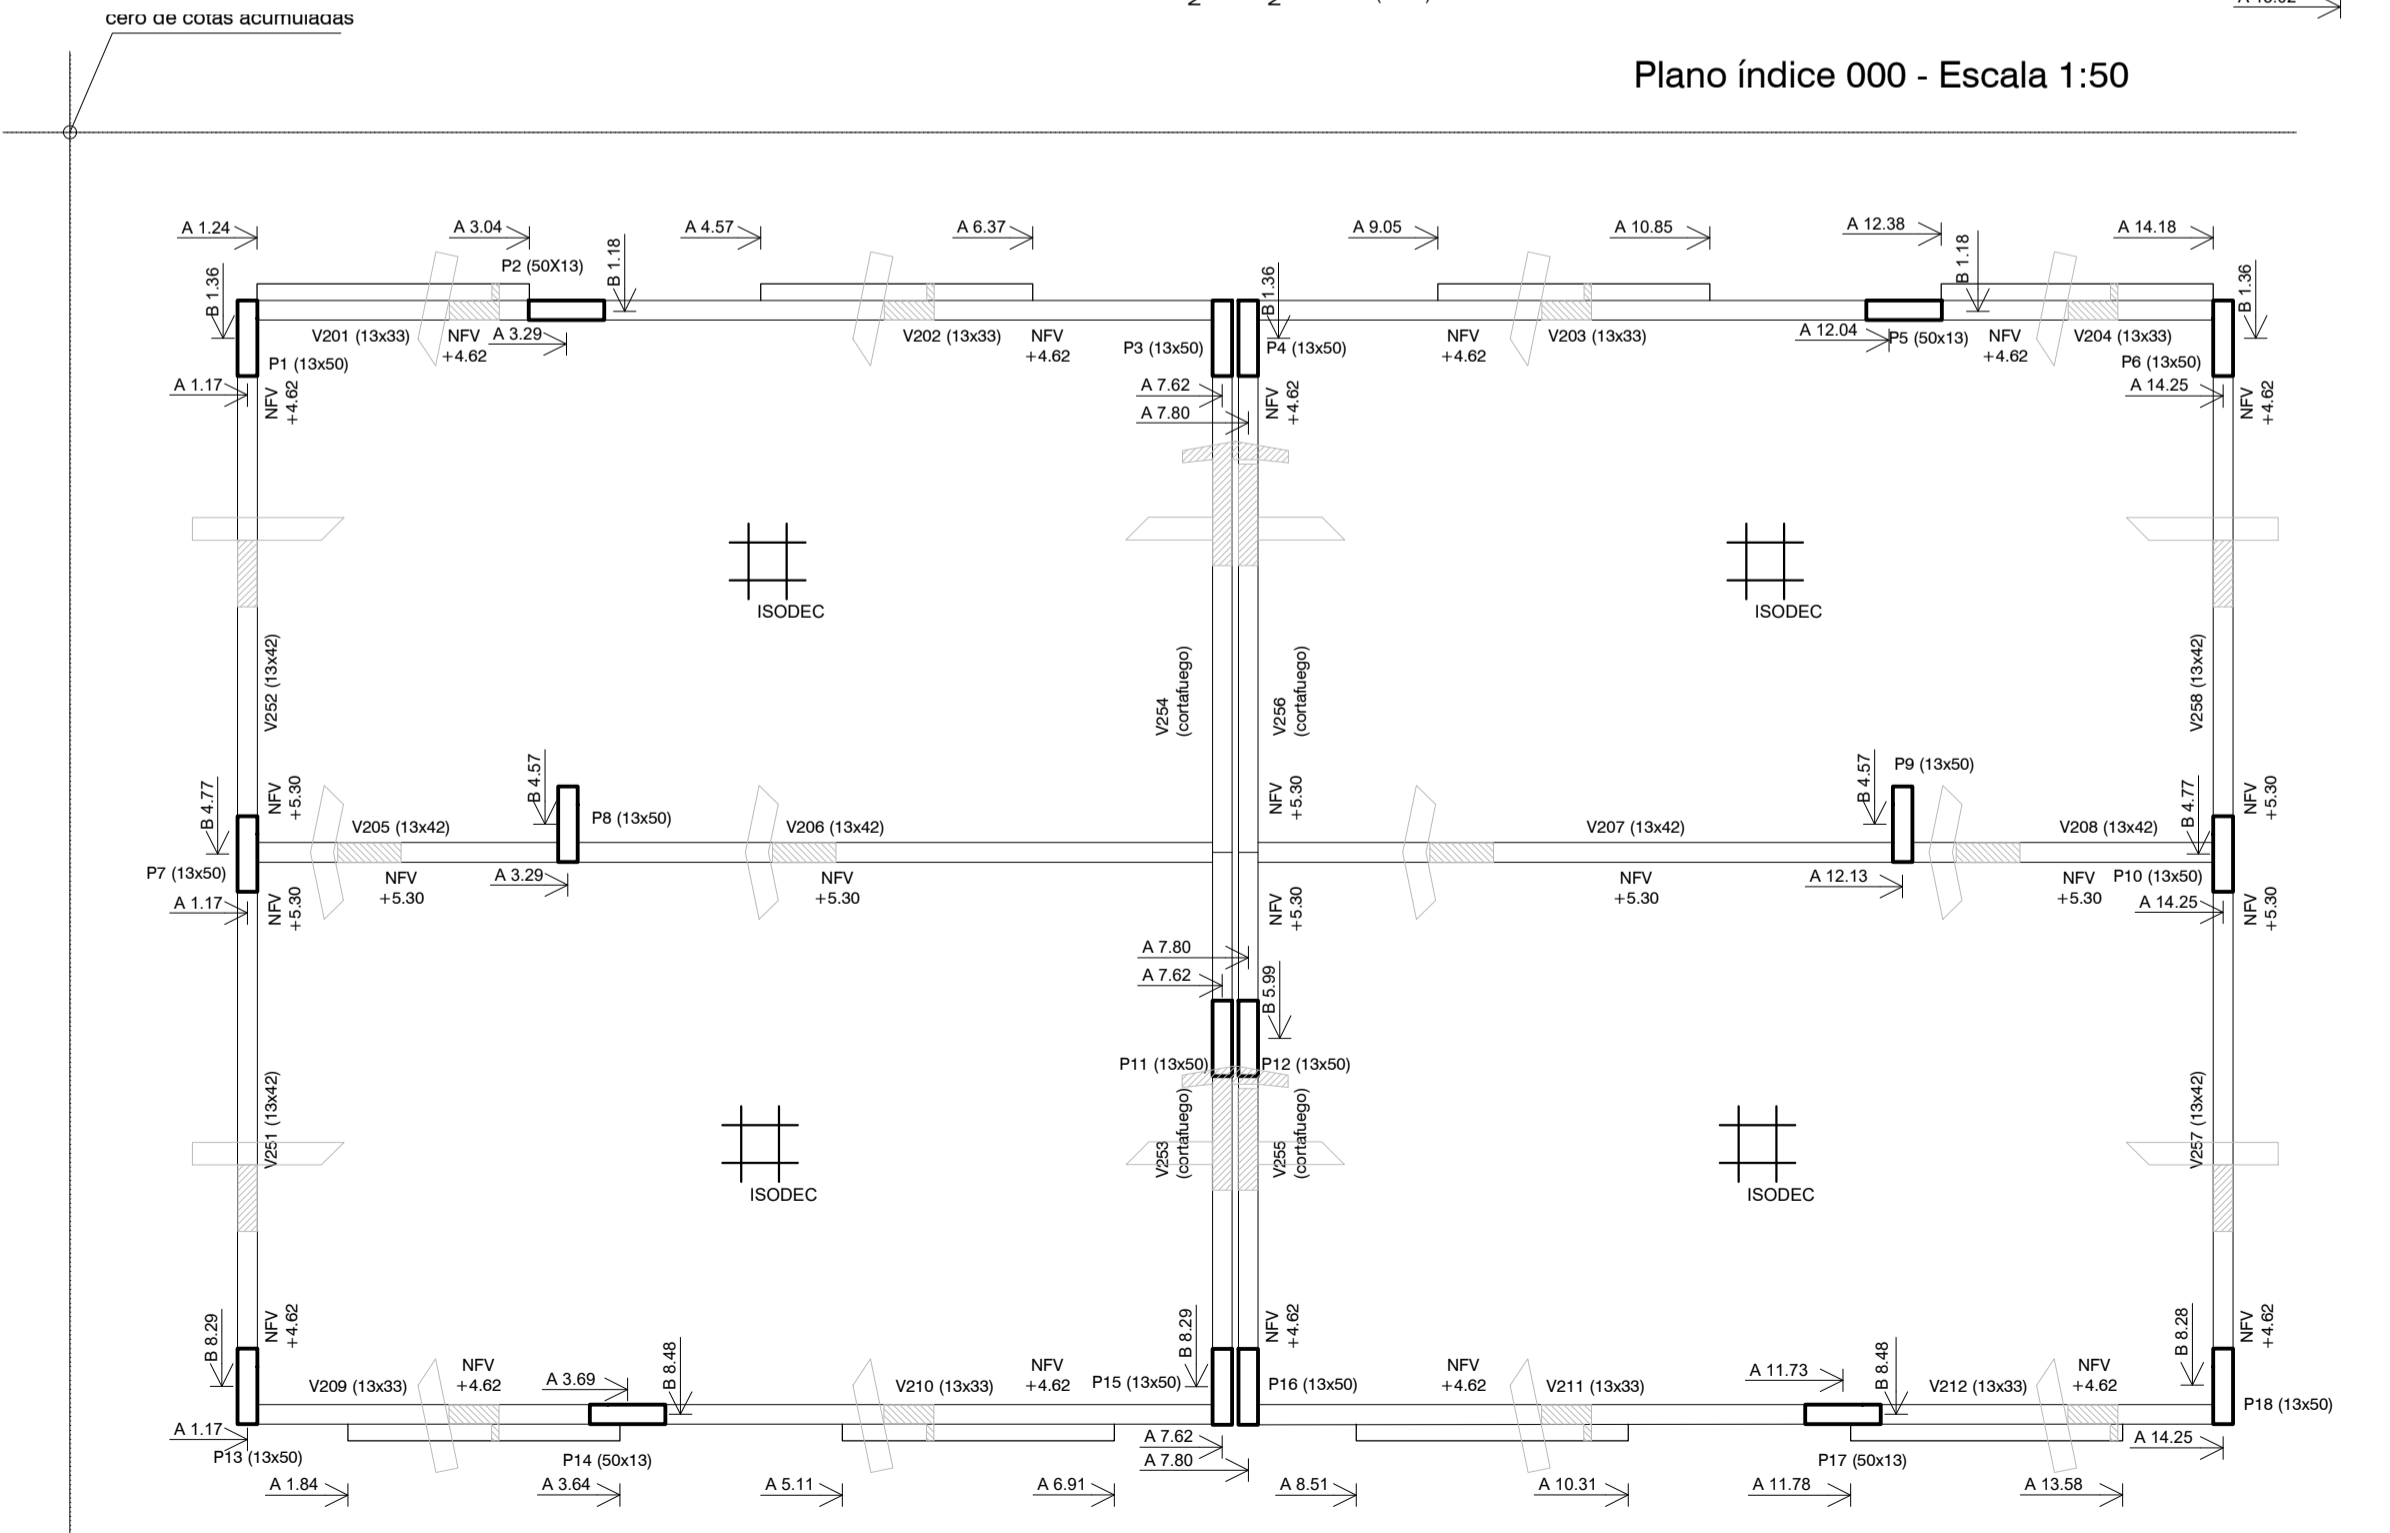 cero de cotas acumuladas
Plano índice 000 - Escala 1:50
A 1.24
A 3.04
A 4.57
A 6.37
A 9.05
A 10.85
A 12.38
A 14.18
B 1.36
P2 (50X13)
B 1.18
B 1.36
B 1.18
B 1.36
V201 (13x33)
NFV
+4.62
A 3.29
V202 (13x33)
NFV
+4.62
P3 (13x50)
P4 (13x50)
NFV
+4.62
V203 (13x33)
A 12.04
P5 (50x13)
NFV
+4.62
V204 (13x33)
P1 (13x50)
P6 (13x50)
A 1.17
NFV
+4.62
A 7.62
A 7.80
NFV
+4.62
A 14.25
NFV
+4.62
ISODEC
ISODEC
V252 (13x42)
V254
(cortafuego)
V256
(cortafuego)
V258 (13x42)
B 4.77
NFV
+5.30
B 4.57
P8 (13x50)
NFV
+5.30
B 4.57
P9 (13x50)
B 4.77
NFV
+5.30
V205 (13x42)
V206 (13x42)
V207 (13x42)
V208 (13x42)
P7 (13x50)
NFV
+5.30
A 3.29
NFV
+5.30
NFV
+5.30
A 12.13
NFV
+5.30
P10 (13x50)
A 1.17
NFV
+5.30
NFV
+5.30
A 14.25
NFV
+5.30
A 7.80
A 7.62
B 5.99
P11 (13x50)
P12 (13x50)
V251 (13x42)
V253
(cortafuego)
V255
(cortafuego)
V257 (13x42)
ISODEC
ISODEC
B 8.29
NFV
+4.62
B 8.29
NFV
+4.62
B 8.28
NFV
+4.62
V209 (13x33)
NFV
+4.62
A 3.69
B 8.48
V210 (13x33)
NFV
+4.62
P15 (13x50)
P16 (13x50)
NFV
+4.62
V211 (13x33)
A 11.73
B 8.48
V212 (13x33)
NFV
+4.62
P18 (13x50)
A 1.17
P13 (13x50)
P14 (50x13)
A 7.62
A 7.80
P17 (50x13)
A 14.25
A 1.84
A 3.64
A 5.11
A 6.91
A 8.51
A 10.31
A 11.78
A 13.58